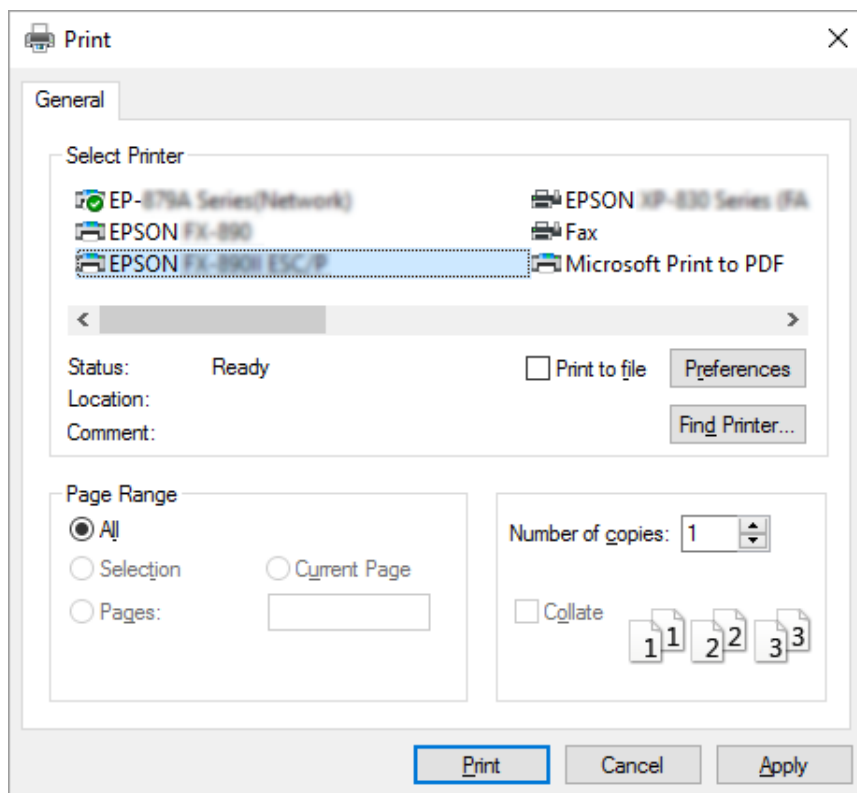 Print
General
Select Printer
EP-
EPSON
EPSON
EPSON
Fax
Microsoft Print to PDF
Status: Ready
Print to file
Preferences
Location:
Comment:
Find Printer...
Page Range
All
Selection
Current Page
Pages:
Number of copies: 1
Collate
1 1 2 2 3 3
Print
Cancel
Apply